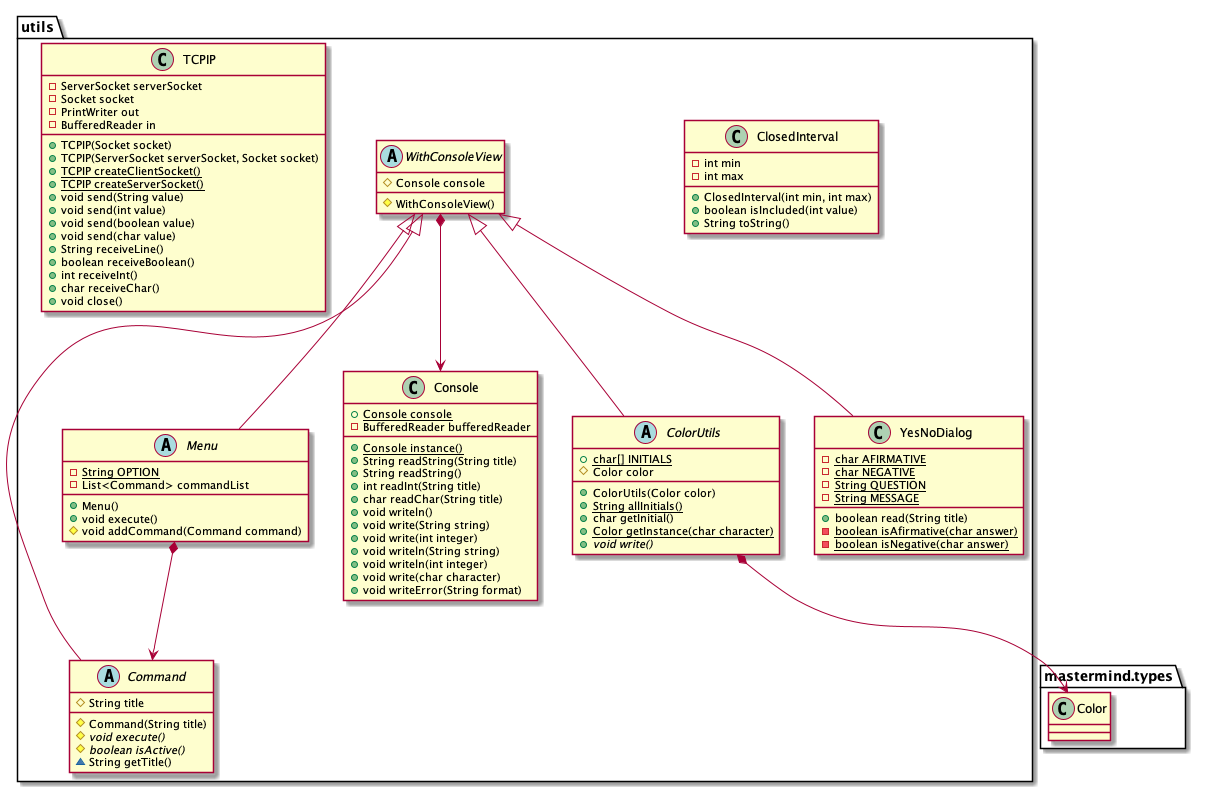 utils
C TCPIP
ServerSocket serverSocket
Socket socket
PrintWriter out
BufferedReader in
TCPIP(Socket socket)
TCPIP(ServerSocket serverSocket, Socket socket)
TCPIP createClientSocket()
TCPIP createServerSocket()
void send(String value)
void send(int value)
void send(boolean value)
void send(char value)
String receiveLine()
boolean receiveBoolean()
int receiveInt()
char receiveChar()
void close()
A WithConsoleView
Console console
WithConsoleView()
C ClosedInterval
int min
int max
ClosedInterval(int min, int max)
boolean isIncluded(int value)
String toString()
A Menu
String OPTION
List<Command> commandList
Menu()
void execute()
void addCommand(Command command)
C Console
Console console
BufferedReader bufferedReader
Console instance()
String readString(String title)
String readString()
int readInt(String title)
char readChar(String title)
void writeln()
void write(String string)
void write(int integer)
void writeln(String string)
void writeln(int integer)
void write(char character)
void writeError(String format)
A ColorUtils
char[] INITIALS
Color color
ColorUtils(Color color)
String allInitials()
char getInitial()
Color getInstance(char character)
void write()
C YesNoDialog
char AFIRMATIVE
char NEGATIVE
String QUESTION
String MESSAGE
boolean read(String title)
boolean isAfirmative(char answer)
boolean isNegative(char answer)
A Command
String title
Command(String title)
void execute()
boolean isActive()
String getTitle()
mastermind.types
C Color